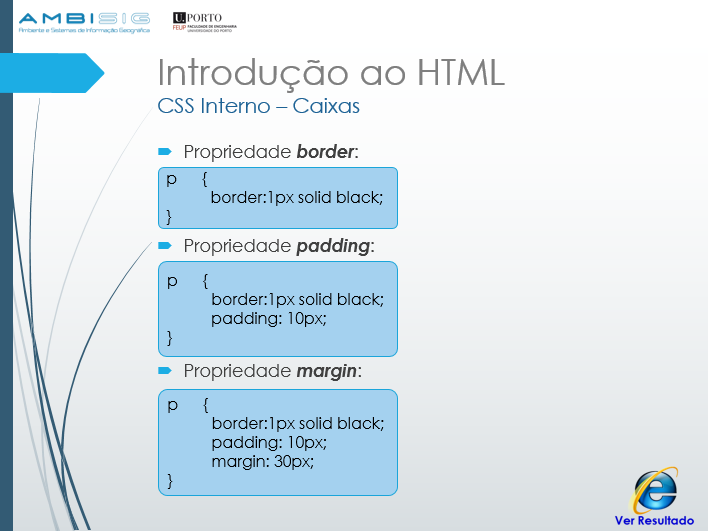 AMBISIG
Ambiente e Sistemas de Informação Geográfica
U.PORTO
FEUP FACULDADE DE ENGENHARIA
UNIVERSIDADE DO PORTO
Introdução ao HTML
CSS Interno – Caixas
Propriedade border:
p {
border:1px solid black;
}
Propriedade padding:
p {
border:1px solid black;
padding: 10px;
}
Propriedade margin:
p {
border:1px solid black;
padding: 10px;
margin: 30px;
}
Ver Resultado